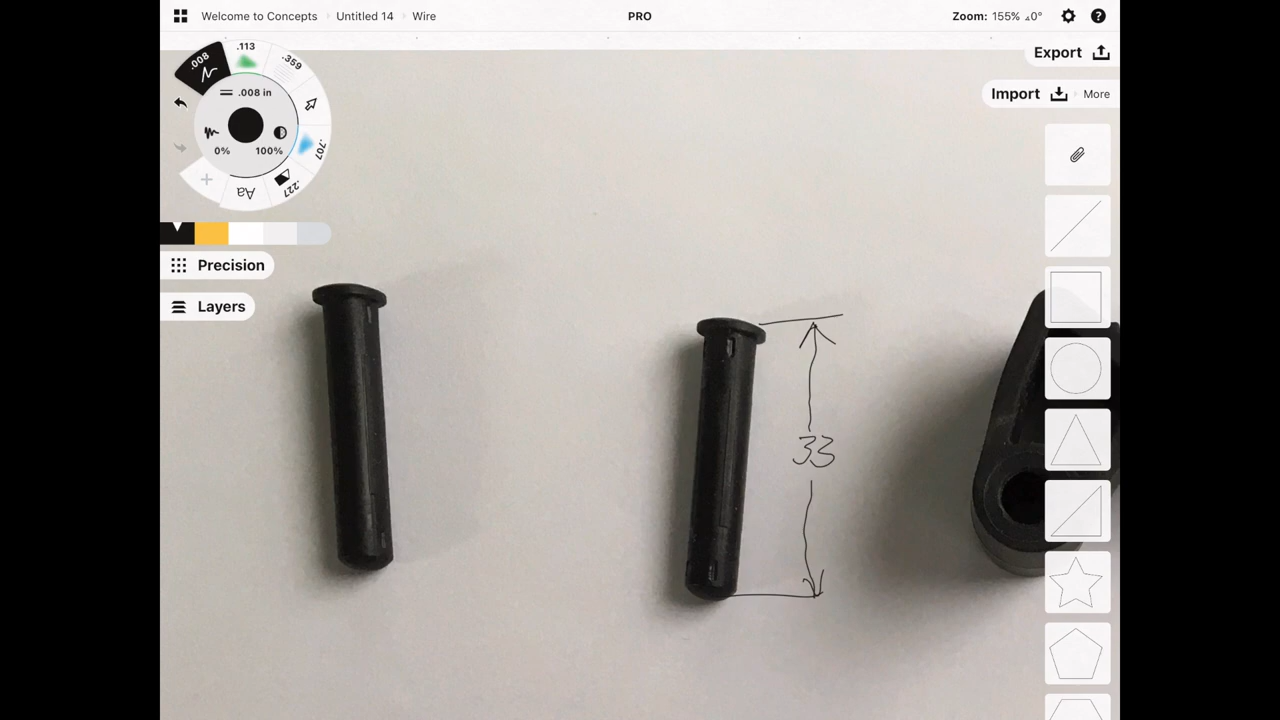 Welcome to Concepts Untitled 14 Wire PRO Zoom: 155% ⊿0°
Export
Import More
.008
.113
.359
.008 in
.707
0% 100%
.227
Aa
Precision
Layers
33